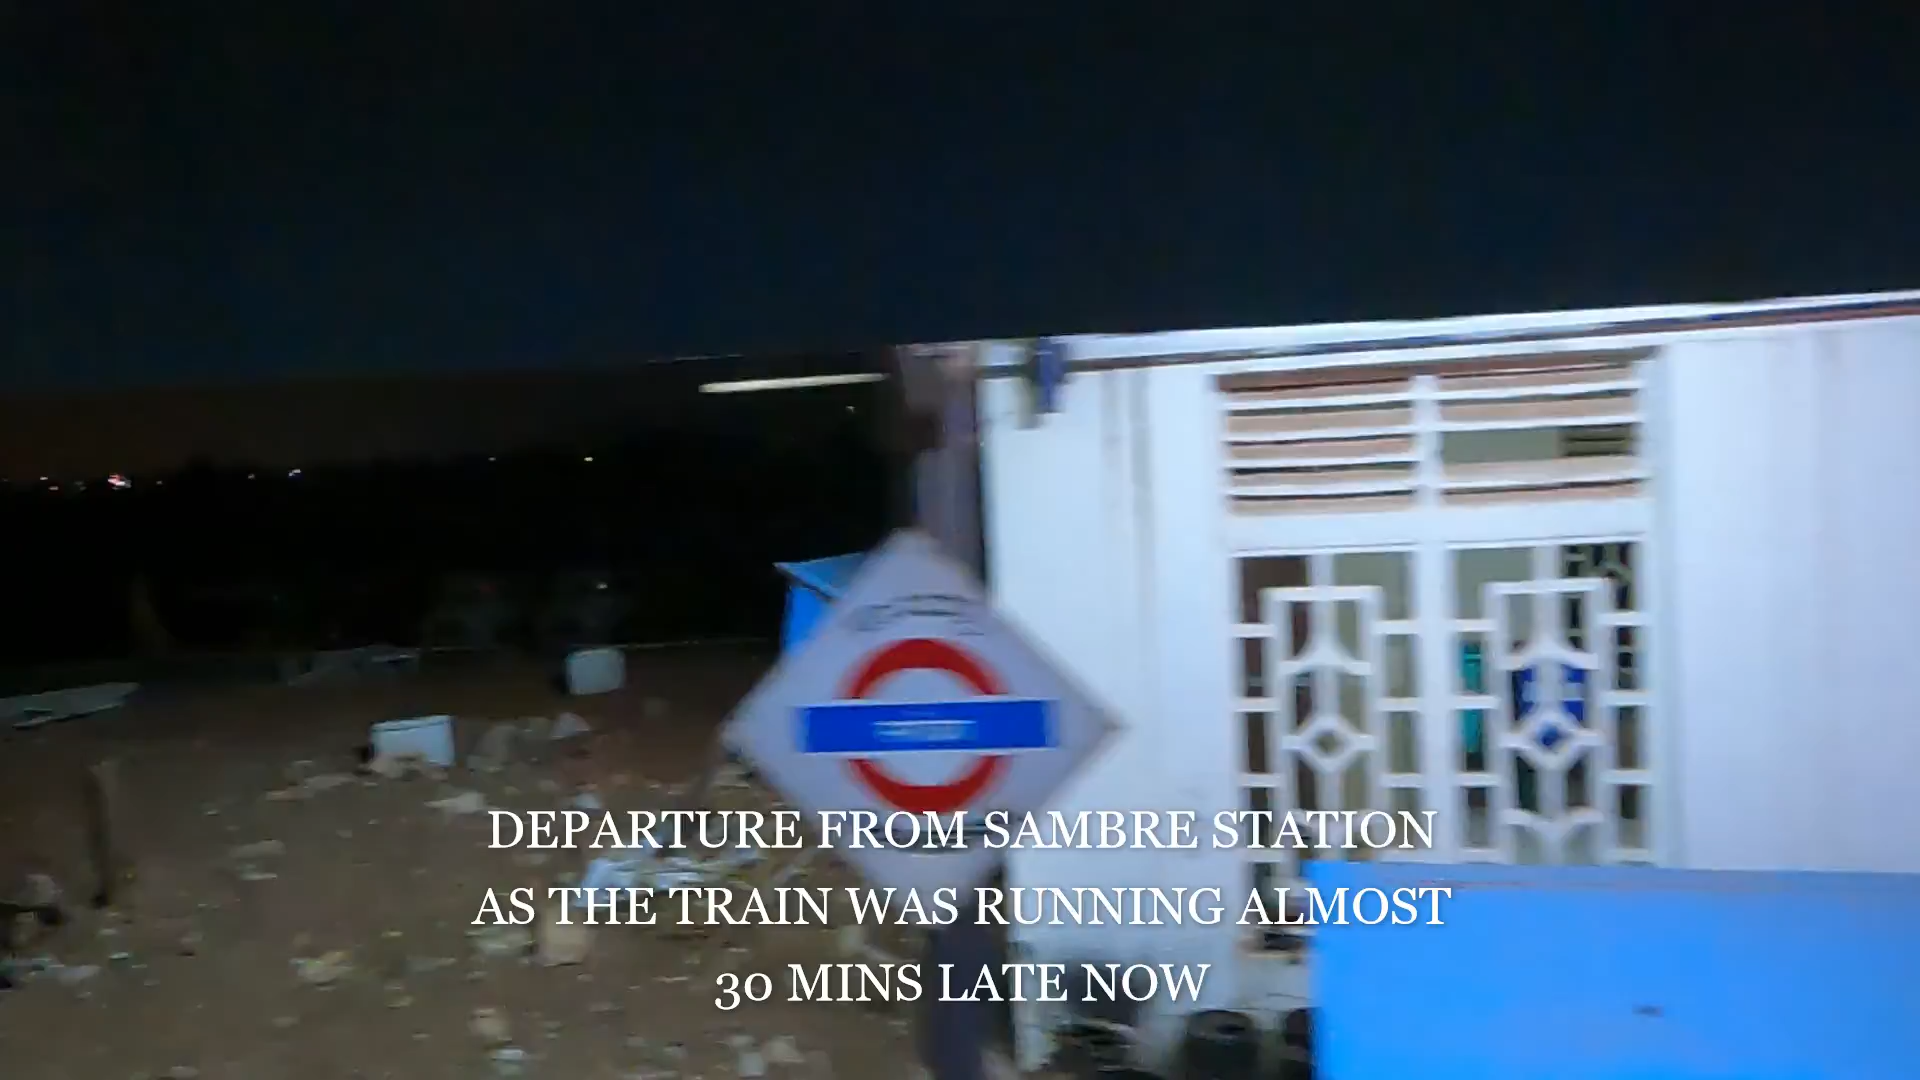 DEPARTURE FROM SAMBRE STATION
AS THE TRAIN WAS RUNNING ALMOST
30 MINS LATE NOW